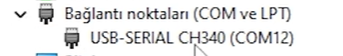 Bağlantı noktaları (COM ve LPT)
USB-SERIAL CH340 (COM12)